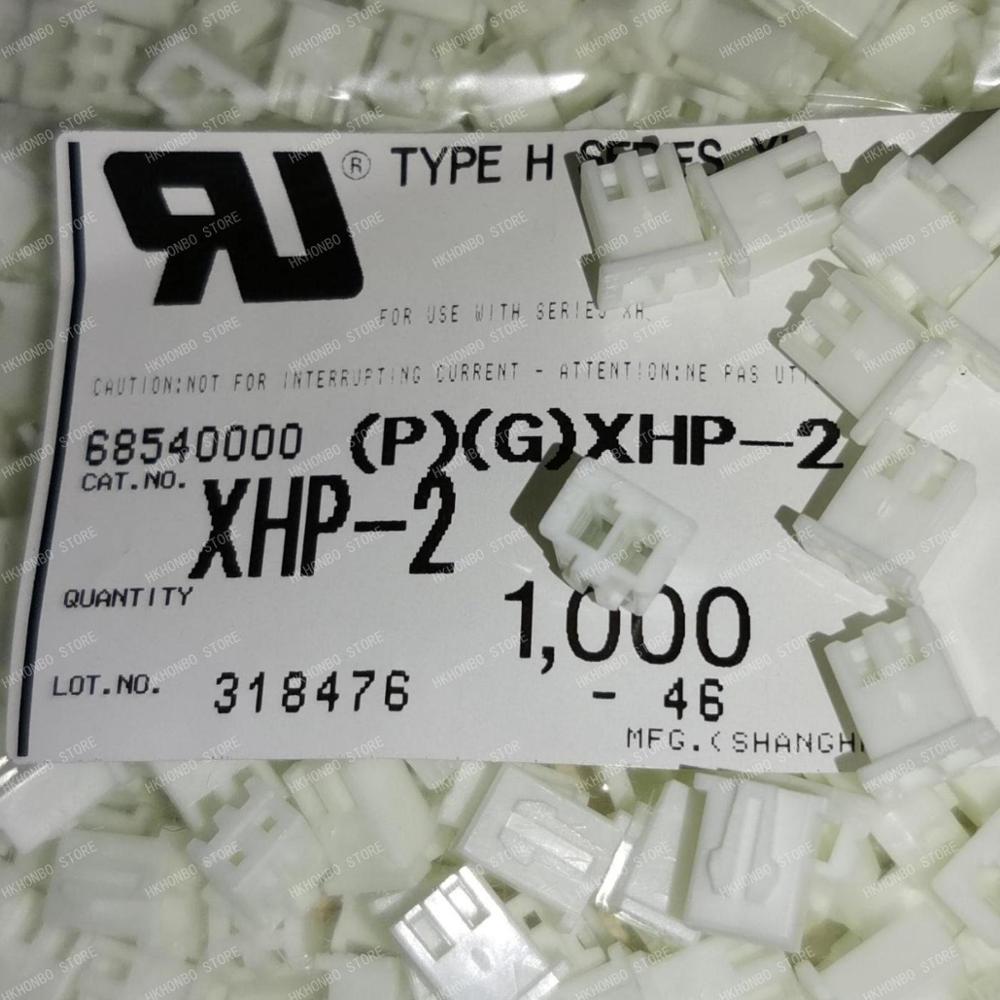 ® TYPE H SERIES
FOR USE WITH SERIES XH
CAUTION:NOT FOR INTERRUPTING CURRENT - ATTENTION:NE PAS
68540000 (P)(G)XHP-2
CAT.NO.
XHP-2
QUANTITY
1,000
LOT.NO. 318476 - 46
MFG.(SHANGH
HKHONBO STORE